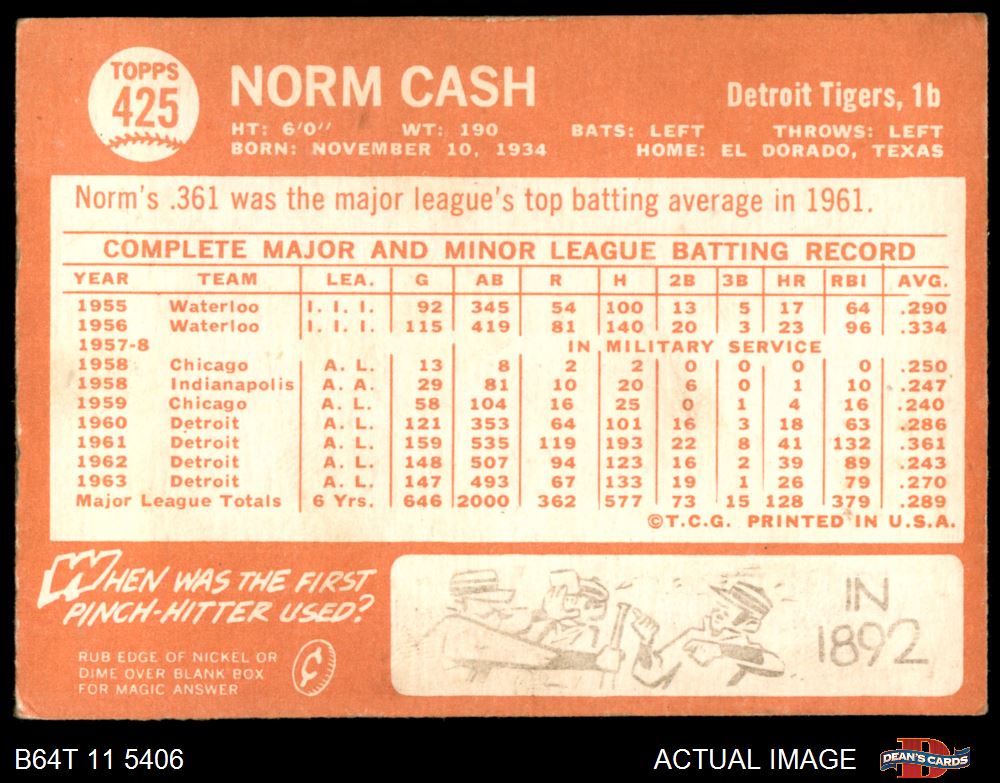 TOPPS
425
NORM CASH
Detroit Tigers, 1b
HT: 6'0'' WT: 190 BATS: LEFT THROWS: LEFT
BORN: NOVEMBER 10, 1934 HOME: EL DORADO, TEXAS
Norm's .361 was the major league's top batting average in 1961.
COMPLETE MAJOR AND MINOR LEAGUE BATTING RECORD
YEAR TEAM LEA. G AB R H 2B 3B HR RBI AVG.
1955 Waterloo I. I. I. 92 345 54 100 13 5 17 64 .290
1956 Waterloo I. I. I. 115 419 81 140 20 3 23 96 .334
1957-8 IN MILITARY SERVICE
1958 Chicago A. L. 13 8 2 2 0 0 0 0 .250
1958 Indianapolis A. A. 29 81 10 20 6 0 1 10 .247
1959 Chicago A. L. 58 104 16 25 0 1 4 16 .240
1960 Detroit A. L. 121 353 64 101 16 3 18 63 .286
1961 Detroit A. L. 159 535 119 193 22 8 41 132 .361
1962 Detroit A. L. 148 507 94 123 16 2 39 89 .243
1963 Detroit A. L. 147 493 67 133 19 1 26 79 .270
Major League Totals 6 Yrs. 646 2000 362 577 73 15 128 379 .289
©T.C.G. PRINTED IN U.S.A.
WHEN WAS THE FIRST
PINCH-HITTER USED?
RUB EDGE OF NICKEL OR
DIME OVER BLANK BOX
FOR MAGIC ANSWER
¢
IN
1892
B64T 11 5406
ACTUAL IMAGE
DEAN'S CARDS